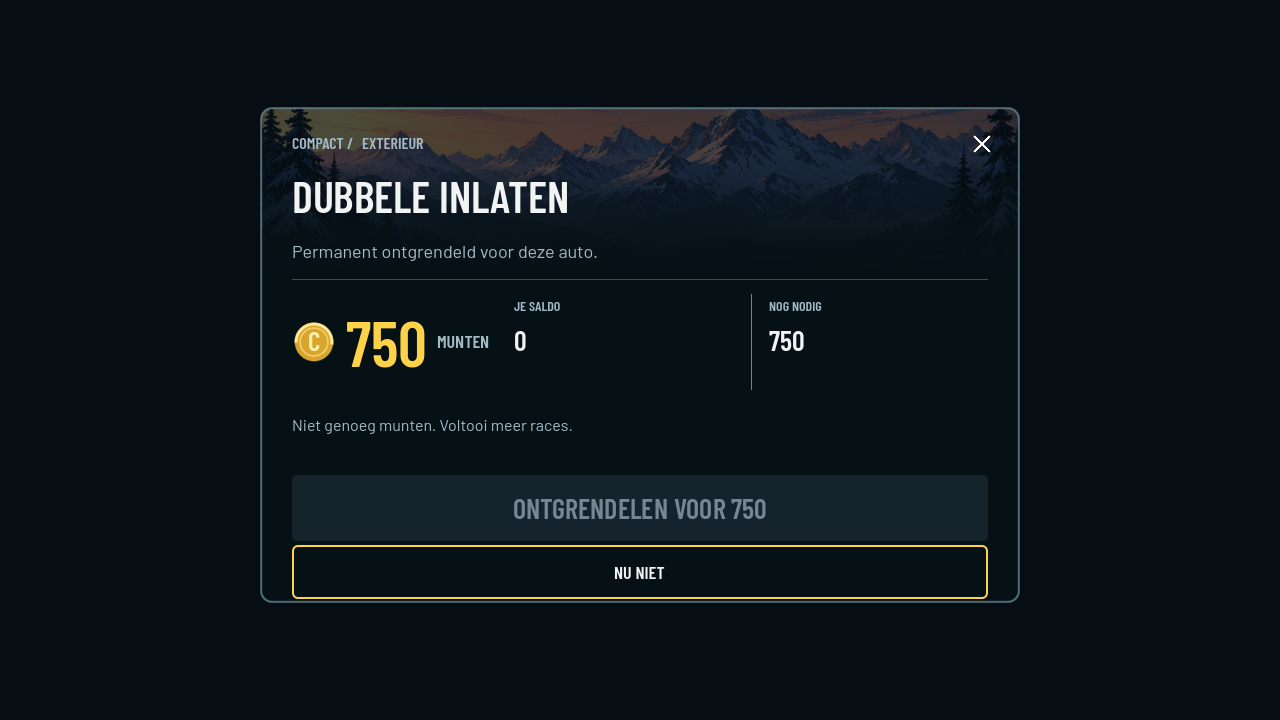 COMPACT / EXTERIEUR
DUBBELE INLATEN
Permanent ontgrendeld voor deze auto.
C 750 MUNTEN
JE SALDO
0
NOG NODIG
750
Niet genoeg munten. Voltooi meer races.
ONTGRENDELEN VOOR 750
NU NIET